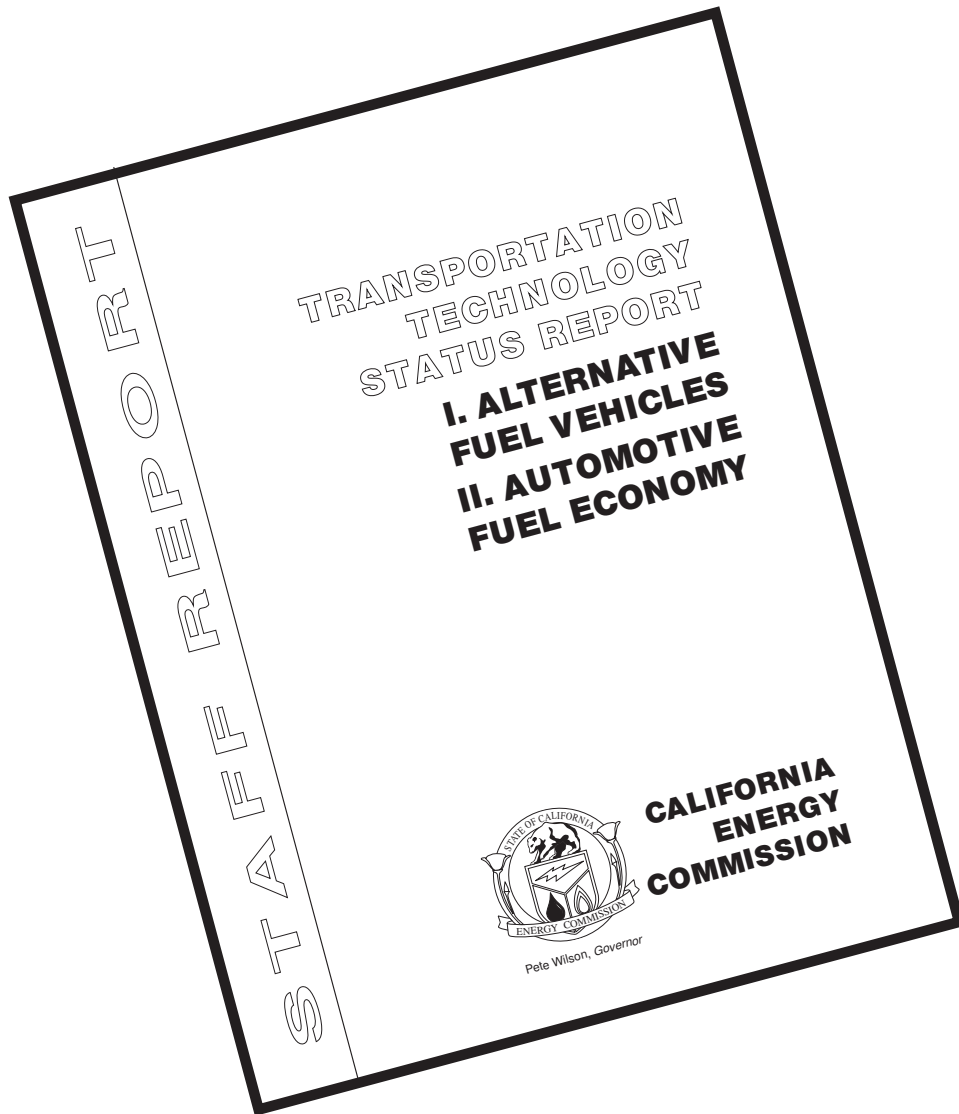 STAFF REPORT
TRANSPORTATION
TECHNOLOGY
STATUS REPORT
I. ALTERNATIVE
FUEL VEHICLES
II. AUTOMOTIVE
FUEL ECONOMY
CALIFORNIA
ENERGY
COMMISSION
STATE OF CALIFORNIA
ENERGY COMMISSION
Pete Wilson, Governor